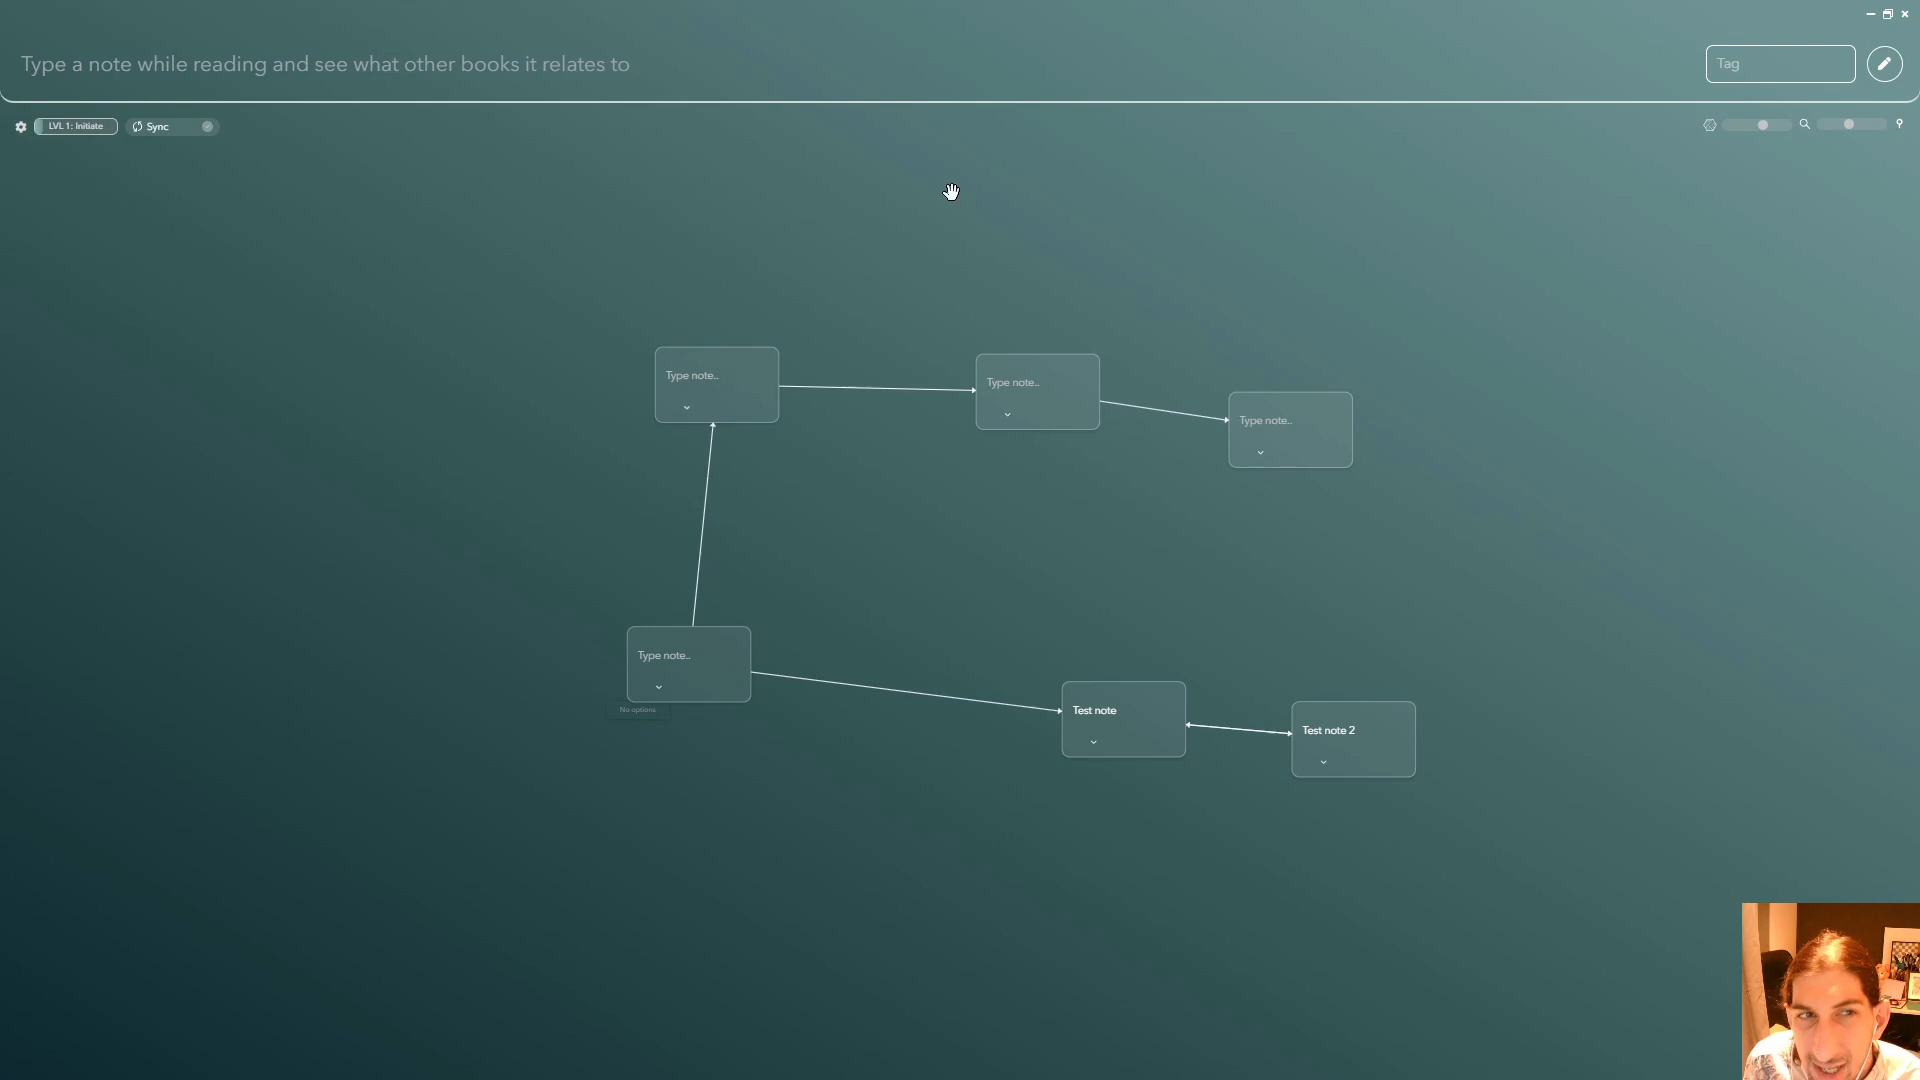 Type a note while reading and see what other books it relates to
Tag
LVL 1: Initiate
Sync
Type note..
Type note..
Type note..
Type note..
No options
Test note
Test note 2